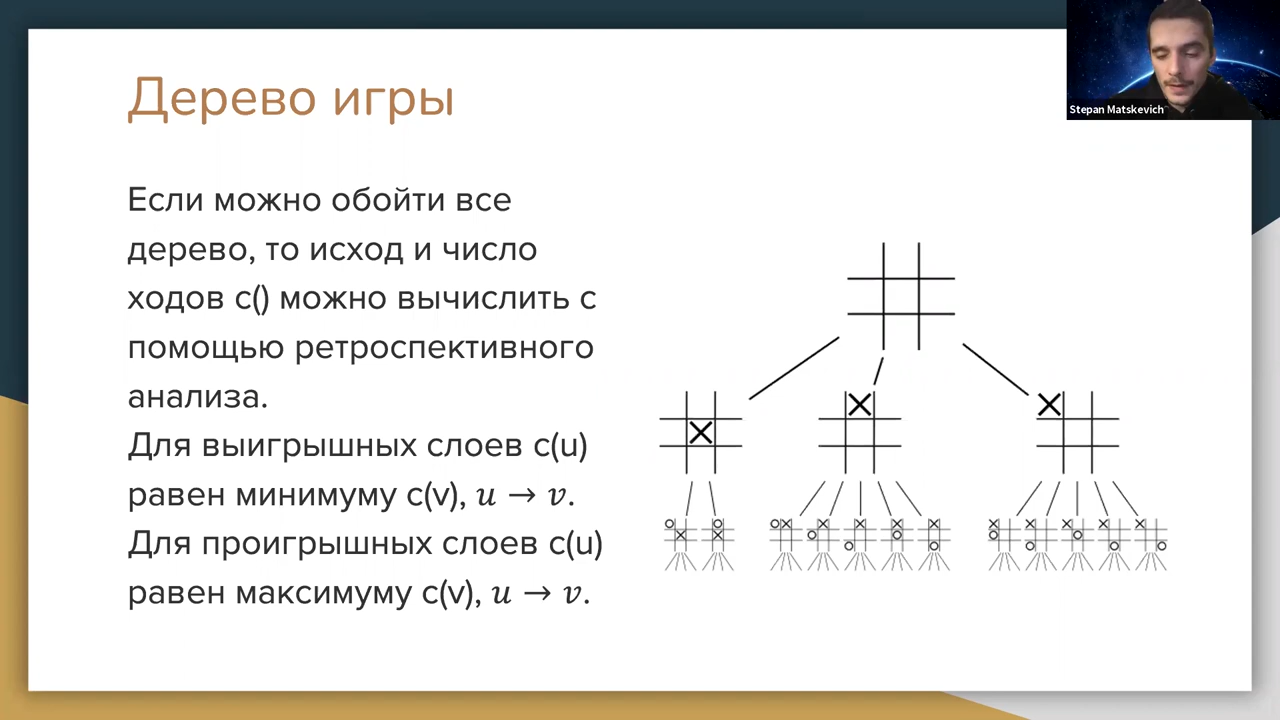 Дерево игры
Stepan Matskevich
Если можно обойти все
дерево, то исход и число
ходов c() можно вычислить с
помощью ретроспективного
анализа.
Для выигрышных слоев c(u)
равен минимуму c(v), u → v.
Для проигрышных слоев c(u)
равен максимуму c(v), u → v.